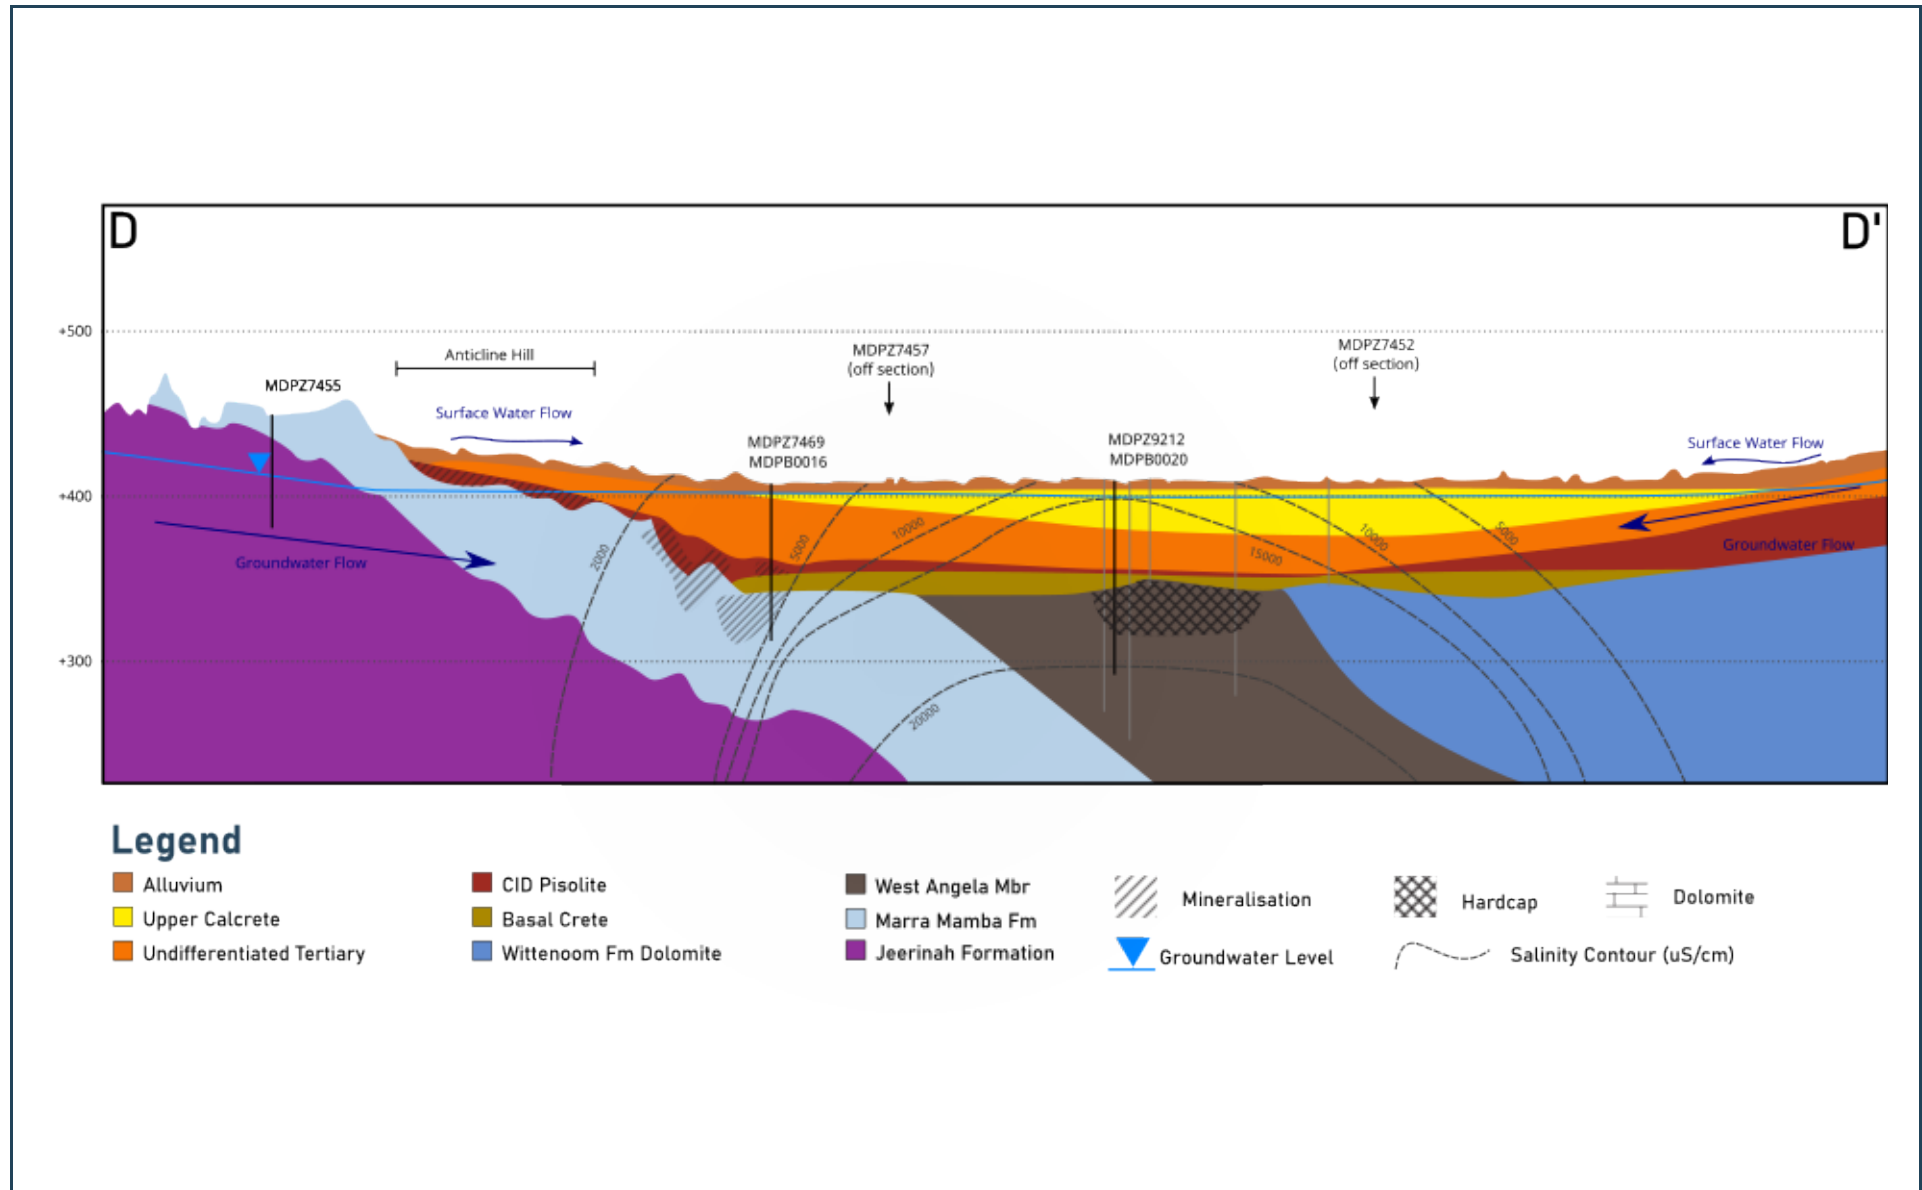 D
D'
+500
Anticline Hill
MDPZ7457
(off section)
MDPZ7452
(off section)
MDPZ7455
Surface Water Flow
MDPZ7469
MDPB0016
MDPZ9212
MDPB0020
Surface Water Flow
+400
2000
5000
10000
15000
10000
5000
Groundwater Flow
Groundwater Flow
+300
20000
Legend
Alluvium
Upper Calcrete
Undifferentiated Tertiary
CID Pisolite
Basal Crete
Wittenoom Fm Dolomite
West Angela Mbr
Marra Mamba Fm
Jeerinah Formation
Mineralisation
Hardcap
Dolomite
Groundwater Level
Salinity Contour (uS/cm)